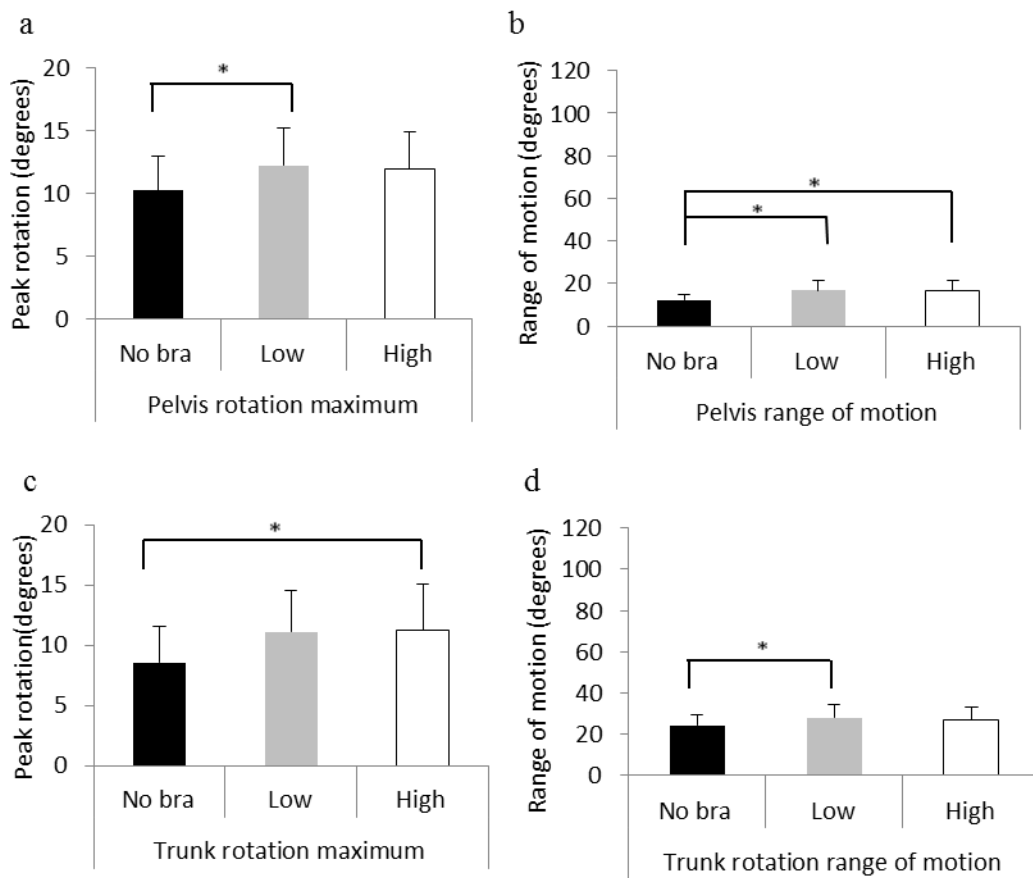 a
*
Peak rotation (degrees)
20
15
10
5
0
No bra Low High
Pelvis rotation maximum
b
*
*
Range of motion (degrees)
120
100
80
60
40
20
0
No bra Low High
Pelvis range of motion
c
*
Peak rotation(degrees)
20
15
10
5
0
No bra Low High
Trunk rotation maximum
d
*
Range of motion (degrees)
120
100
80
60
40
20
0
No bra Low High
Trunk rotation range of motion